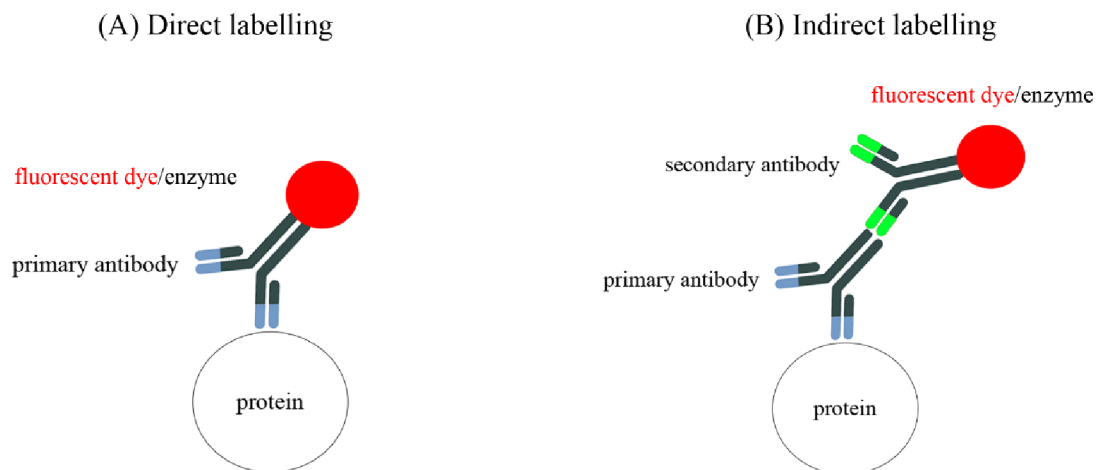 (A) Direct labelling
(B) Indirect labelling
fluorescent dye/enzyme
primary antibody
protein
fluorescent dye/enzyme
secondary antibody
primary antibody
protein